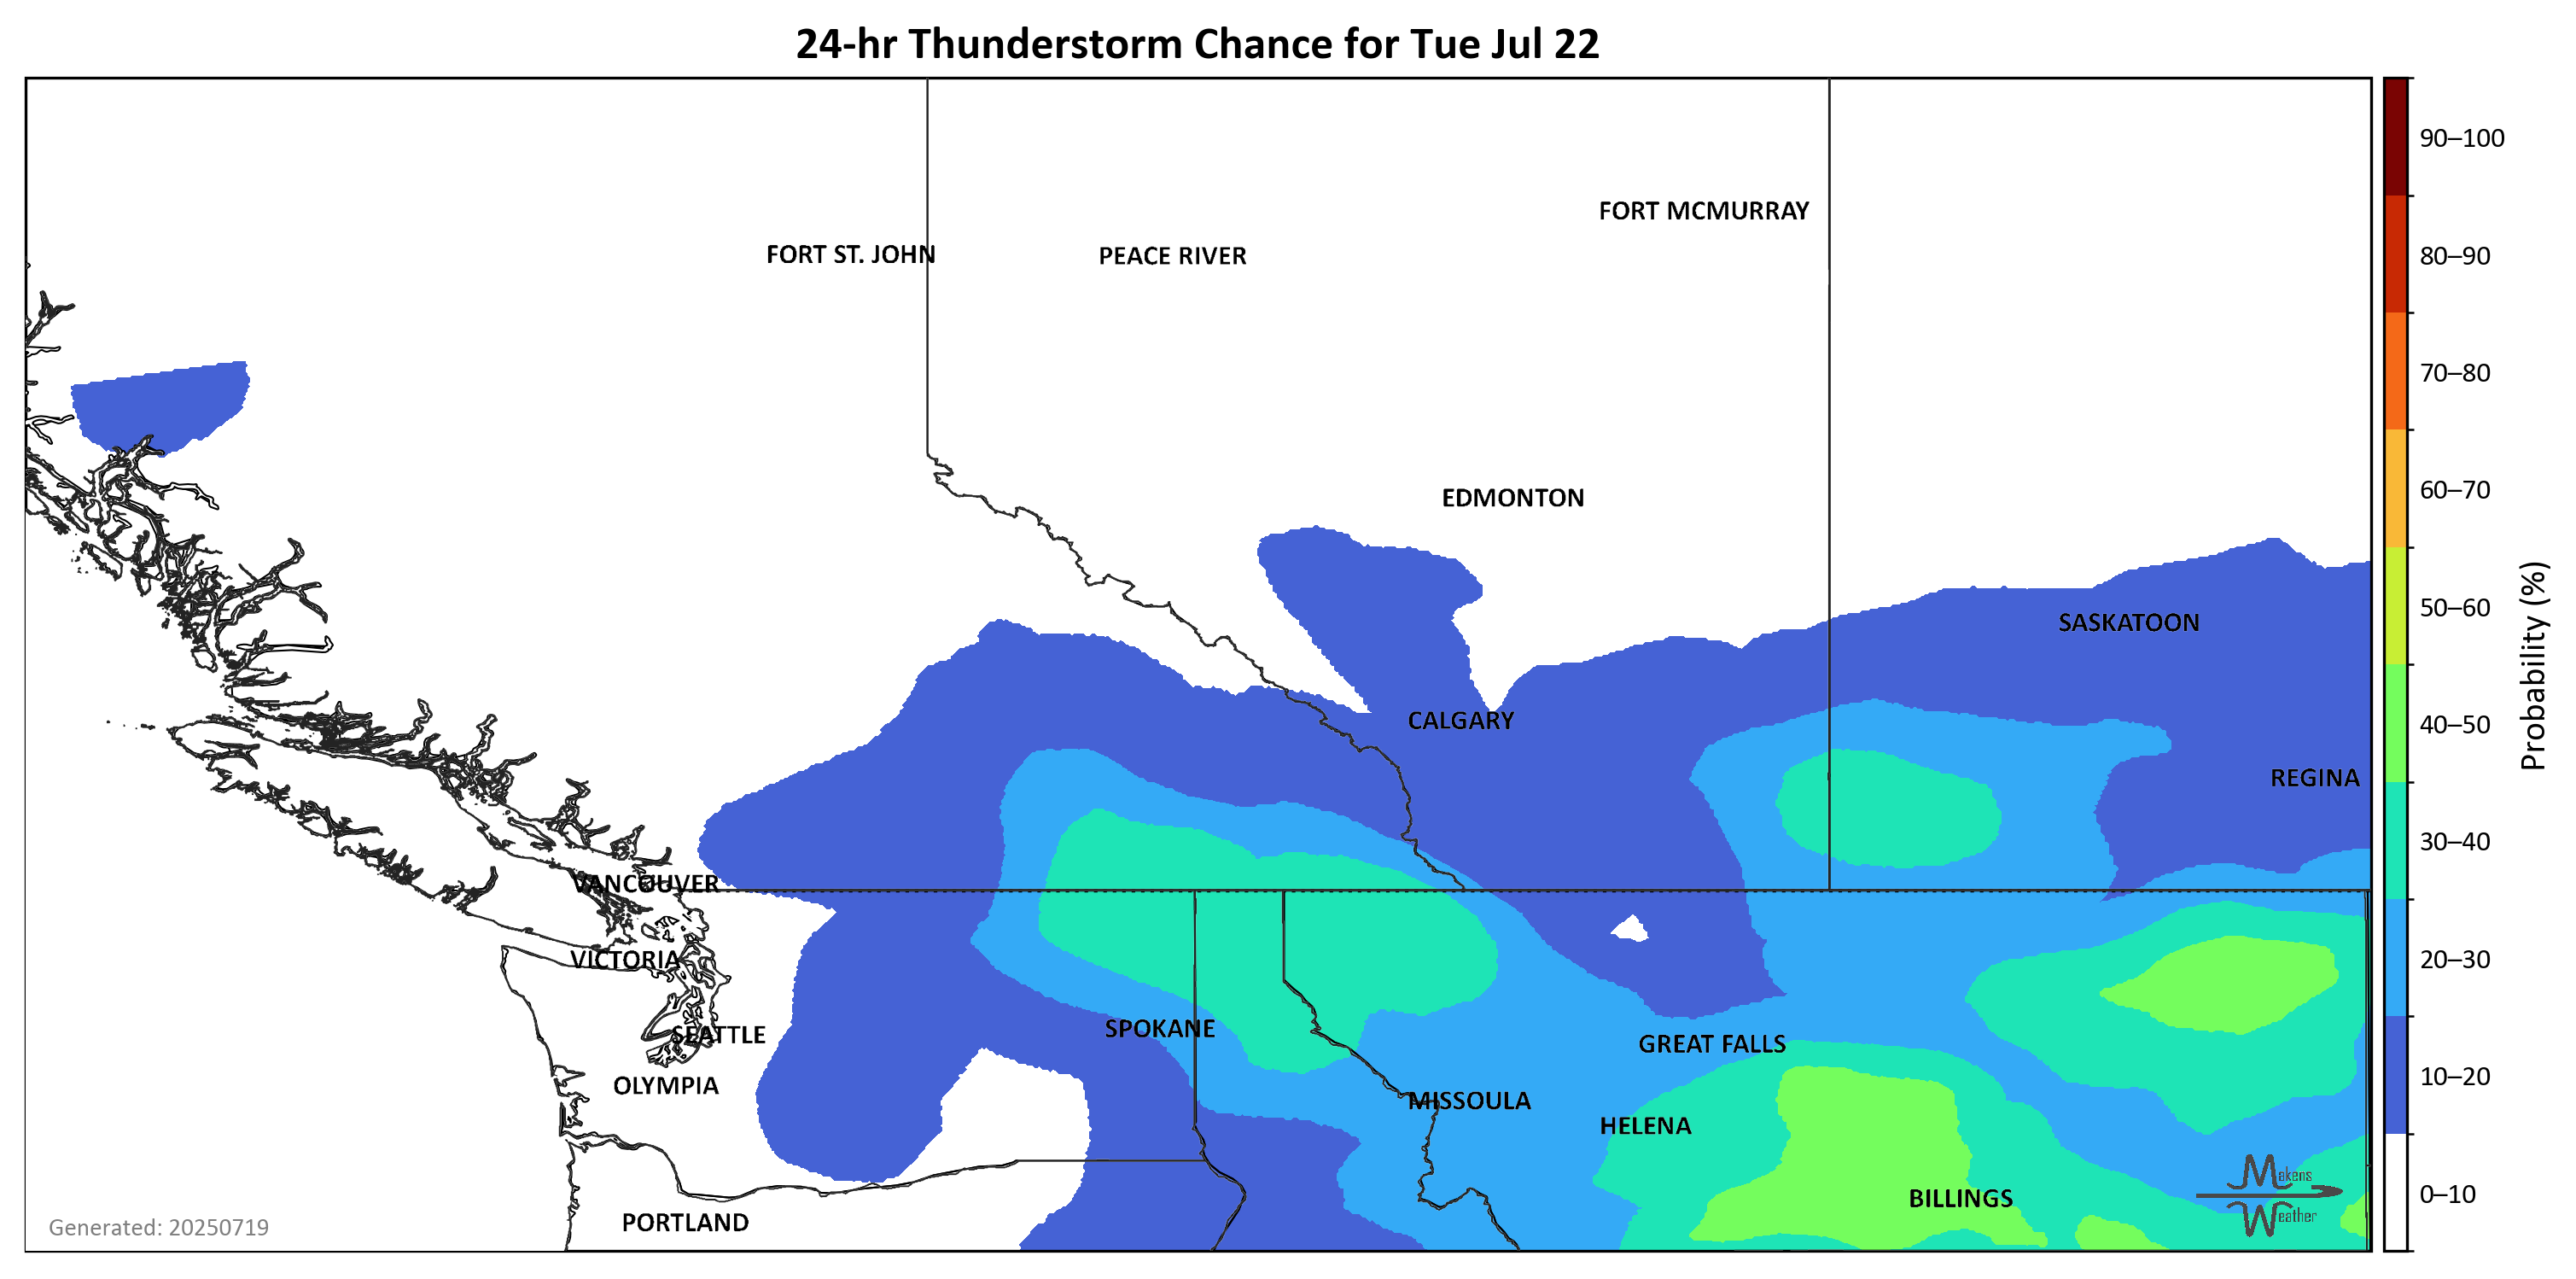 24-hr Thunderstorm Chance for Tue Jul 22
90–100
FORT MCMURRAY
FORT ST. JOHN
PEACE RIVER
80–90
70–80
EDMONTON
60–70
50–60
SASKATOON
CALGARY
40–50
Probability (%)
REGINA
30–40
VANCOUVER
VICTORIA
20–30
SPOKANE
SEATTLE
GREAT FALLS
10–20
OLYMPIA
MISSOULA
HELENA
Makens
Weather
0–10
BILLINGS
PORTLAND
Generated: 20250719